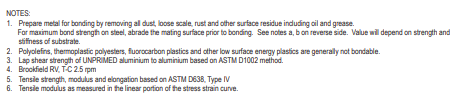 NOTES:
1. Prepare metal for bonding by removing all dust, loose scale, rust and other surface residue including oil and grease.
For maximum bond strength on steel, abrade the mating surface prior to bonding. See notes a, b on reverse side. Value will depend on strength and
stiffness of substrate.
2. Polyolefins, thermoplastic polyesters, fluorocarbon plastics and other low surface energy plastics are generally not bondable.
3. Lap shear strength of UNPRIMED aluminium to aluminium based on ASTM D1002 method.
4. Brookfield RV, T-C 2.5 rpm
5. Tensile strength, modulus and elongation based on ASTM D638, Type IV
6. Tensile modulus as measured in the linear portion of the stress strain curve.